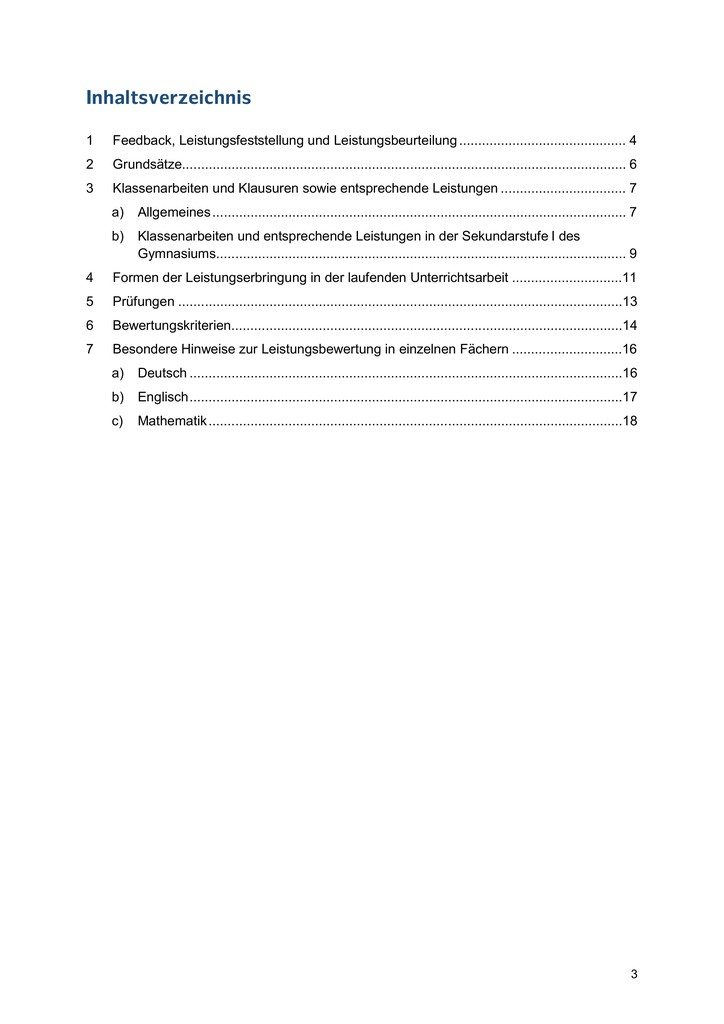 Inhaltsverzeichnis
1 Feedback, Leistungsfeststellung und Leistungsbeurteilung ............................................ 4
2 Grundsätze..................................................................................................................... 6
3 Klassenarbeiten und Klausuren sowie entsprechende Leistungen ................................. 7
a) Allgemeines ............................................................................................................. 7
b) Klassenarbeiten und entsprechende Leistungen in der Sekundarstufe I des
Gymnasiums............................................................................................................ 9
4 Formen der Leistungserbringung in der laufenden Unterrichtsarbeit .............................11
5 Prüfungen .....................................................................................................................13
6 Bewertungskriterien.......................................................................................................14
7 Besondere Hinweise zur Leistungsbewertung in einzelnen Fächern .............................16
a) Deutsch ..................................................................................................................16
b) Englisch..................................................................................................................17
c) Mathematik .............................................................................................................18
3